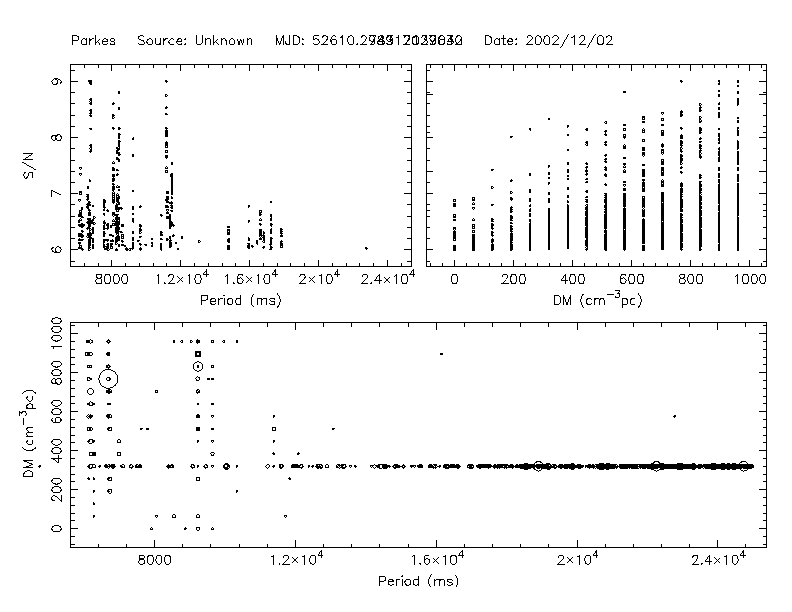 Parkes Source: Unknown MJD: Date: 2002/12/02
9
8
7
6
S/N
8000 1.2×10⁴ 1.6×10⁴ 2×10⁴ 2.4×10⁴
Period (ms)
0 200 400 600 800 1000
DM (cm⁻³pc)
1000
800
600
400
200
0
DM (cm⁻³pc)
8000 1.2×10⁴ 1.6×10⁴ 2×10⁴ 2.4×10⁴
Period (ms)